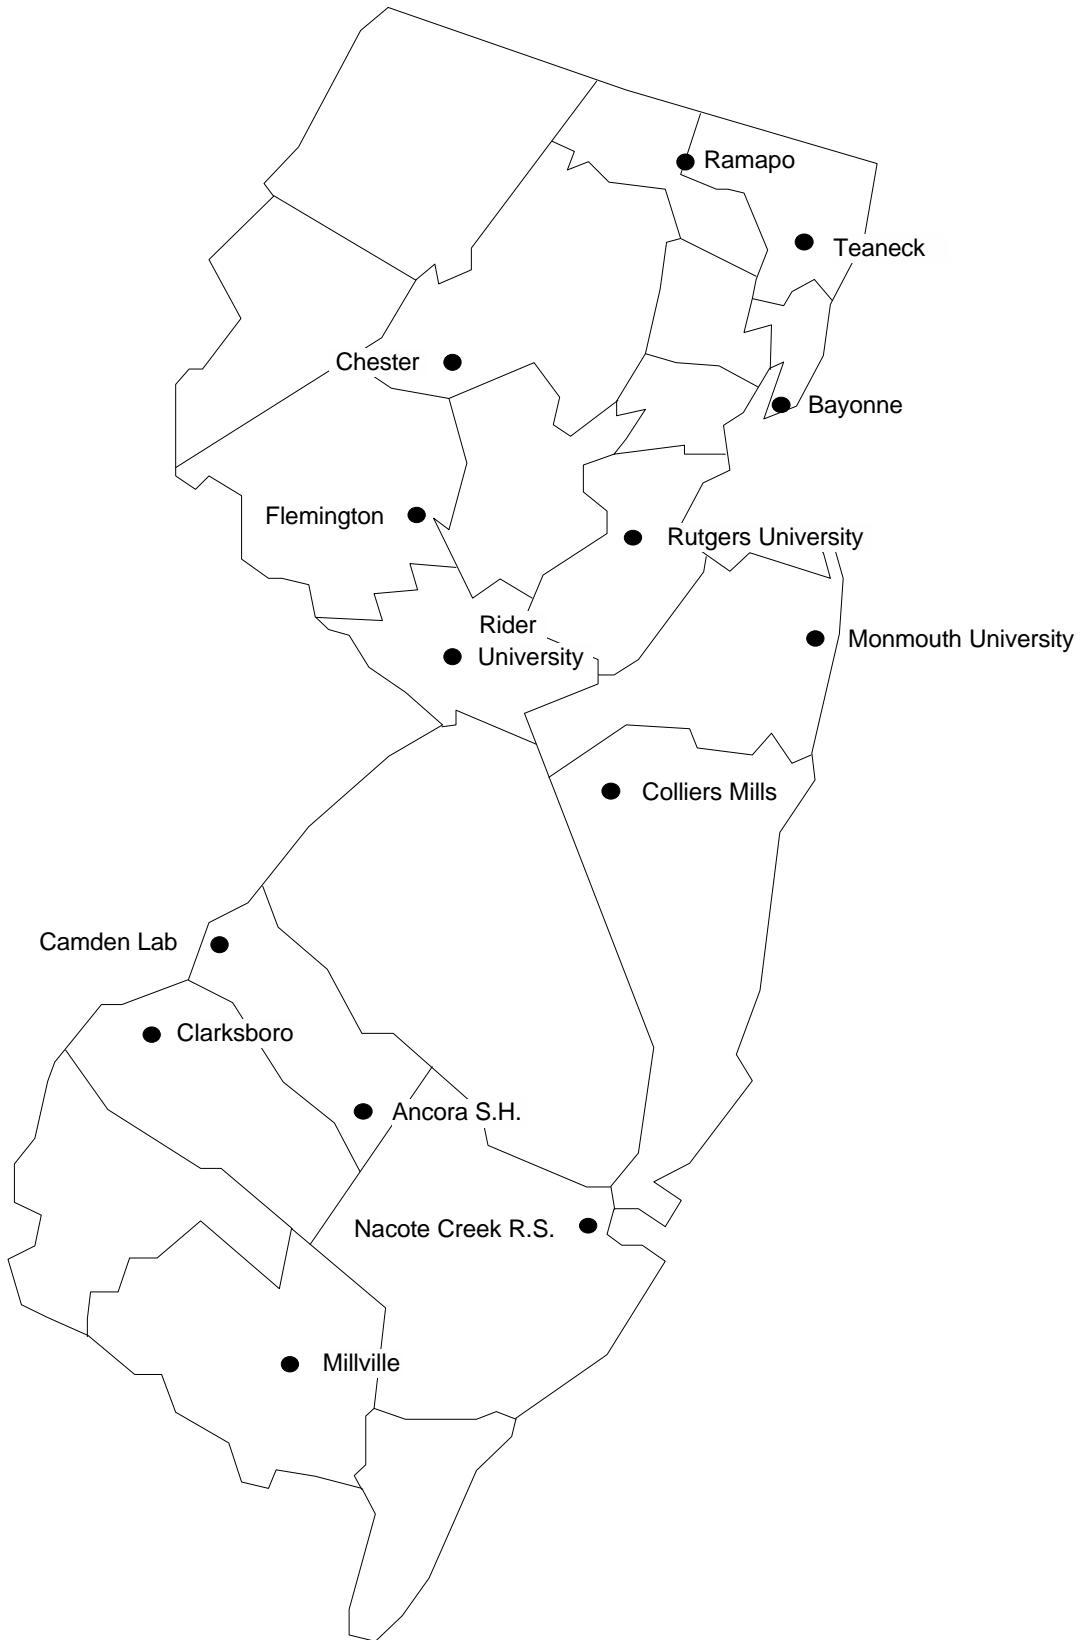 Ramapo
Teaneck
Chester
Bayonne
Flemington
Rutgers University
Rider
University
Monmouth University
Colliers Mills
Camden Lab
Clarksboro
Ancora S.H.
Nacote Creek R.S.
Millville